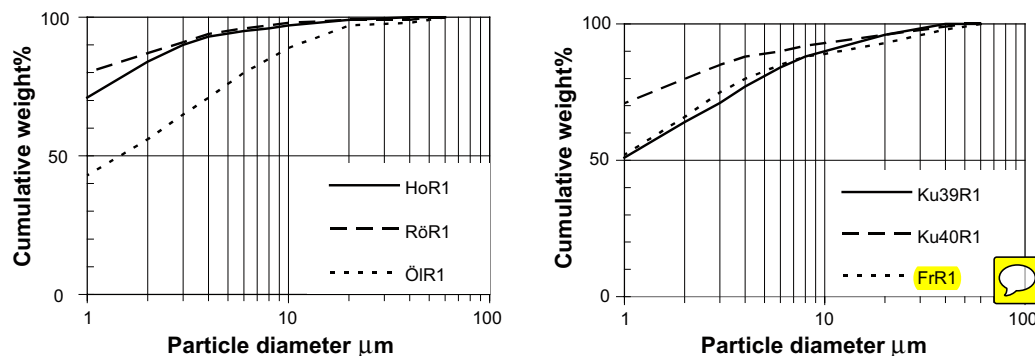 Cumulative weight%
100
50
0
HoR1
RöR1
ÖlR1
1
10
100
Particle diameter μm
Cumulative weight%
100
50
0
Ku39R1
Ku40R1
FrR1
1
10
100
Particle diameter μm